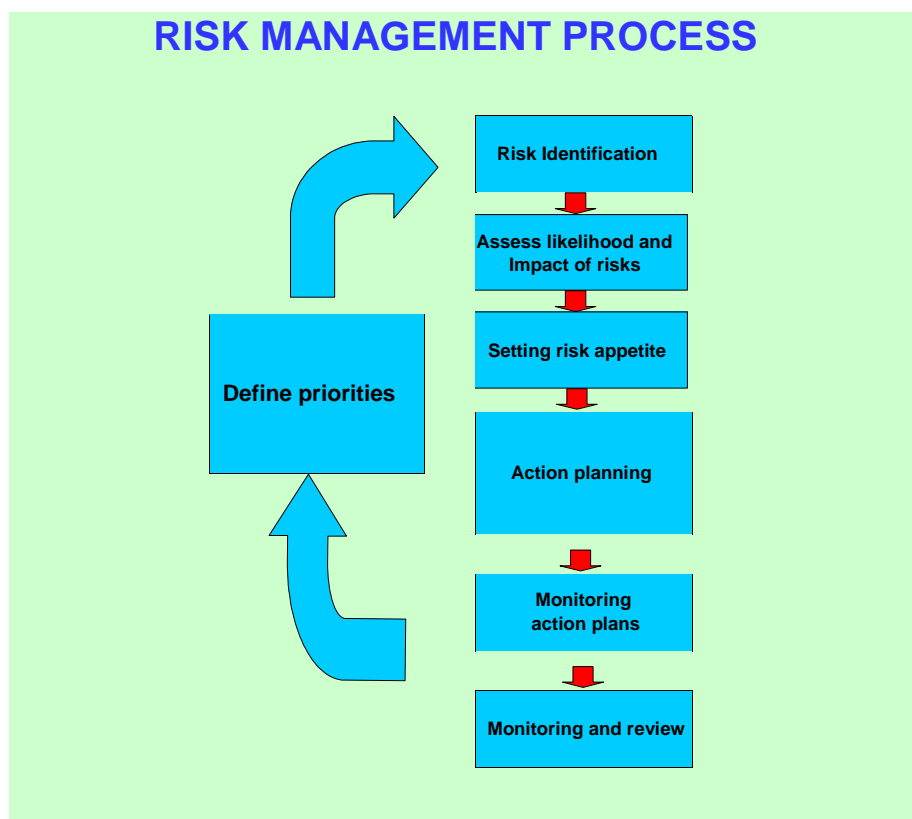 RISK MANAGEMENT PROCESS
Risk Identification
Assess likelihood and
Impact of risks
Setting risk appetite
Define priorities
Action planning
Monitoring
action plans
Monitoring and review